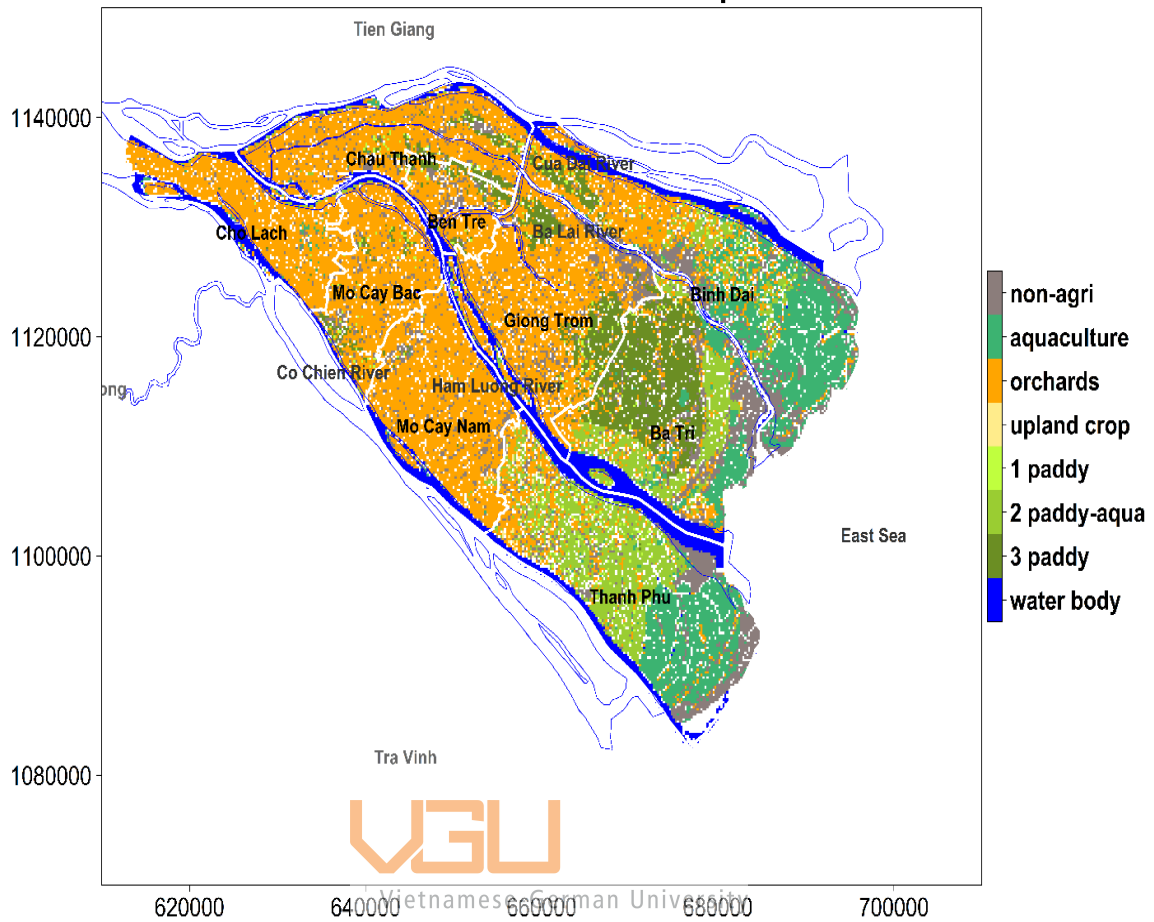 Tien Giang
1140000
Chau Thanh
Cua Dai River
Ben Tre
Cho Lach
Ba Lai River
Mo Cay Bac
Binh Dai
non-agri
1120000
Giong Trom
aquaculture
Co Chien River
Ham Luong River
orchards
ong
Mo Cay Nam
Ba Tri
upland crop
1 paddy
2 paddy-aqua
1100000
East Sea
3 paddy
Thanh Phu
water body
Tra Vinh
1080000
VGU
Vietnamese-German University
620000
640000
660000
680000
700000